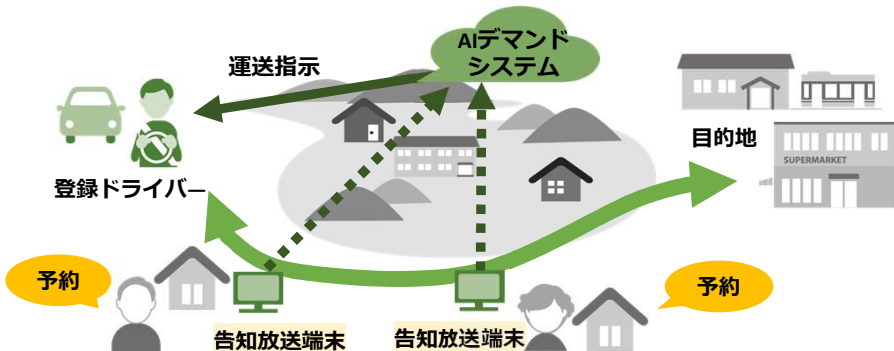 AIデマンド
システム
運送指示
目的地
SUPERMARKET
登録ドライバー
予約
予約
告知放送端末
告知放送端末